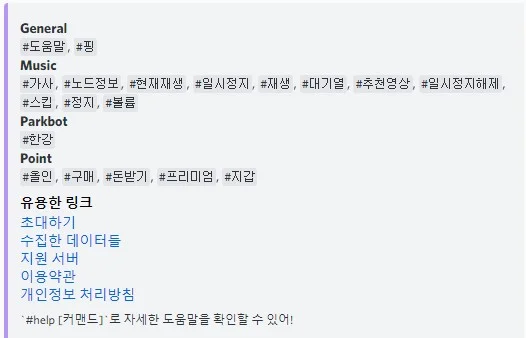 General
#도움말, #핑
Music
#가사, #노드정보, #현재재생, #일시정지, #재생, #대기열, #추천영상, #일시정지해제,
#스킵, #정지, #볼륨
Parkbot
#한강
Point
#올인, #구매, #돈받기, #프리미엄, #지갑
유용한 링크
초대하기
수집한 데이터들
지원 서버
이용약관
개인정보 처리방침
`#help [커맨드]`로 자세한 도움말을 확인할 수 있어!